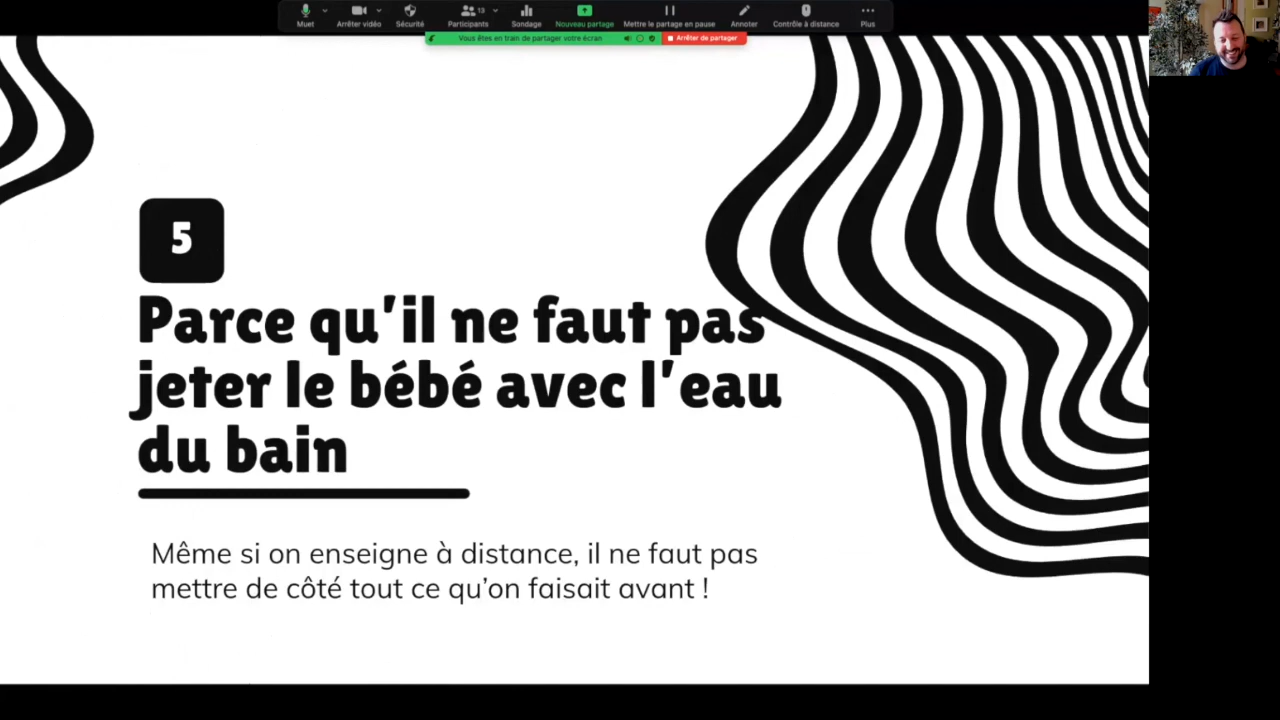 Muet
Arrêter vidéo
Sécurité
Participants
13
Sondage
Nouveau partage
Mettre le partage en pause
Annoter
Contrôle à distance
Plus
Vous êtes en train de partager votre écran
Arrêter de partager
5
Parce qu'il ne faut pas
jeter le bébé avec l'eau
du bain
Même si on enseigne à distance, il ne faut pas
mettre de côté tout ce qu'on faisait avant !